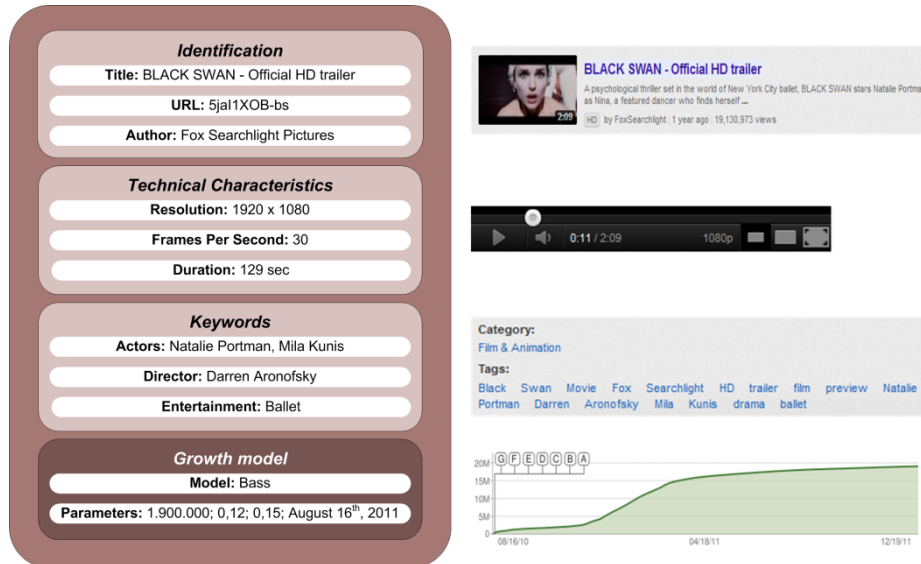 Identification
Title: BLACK SWAN - Official HD trailer
URL: 5jaI1XOB-bs
Author: Fox Searchlight Pictures
Technical Characteristics
Resolution: 1920 x 1080
Frames Per Second: 30
Duration: 129 sec
Keywords
Actors: Natalie Portman, Mila Kunis
Director: Darren Aronofsky
Entertainment: Ballet
Growth model
Model: Bass
Parameters: 1.900.000; 0,12; 0,15; August 16th, 2011
BLACK SWAN - Official HD trailer
A psychological thriller set in the world of New York City ballet, BLACK SWAN stars Natalie Portma
as Nina, a featured dancer who finds herself ...
2:09
HD by FoxSearchlight 1 year ago 19,130,973 views
0:11 / 2:09 1080p
Category:
Film & Animation
Tags:
Black Swan Movie Fox Searchlight HD trailer film preview Natalie
Portman Darren Aronofsky Mila Kunis drama ballet
G F E D C B A
20M
15M
10M
5M
0
08/16/10 04/18/11 12/19/11